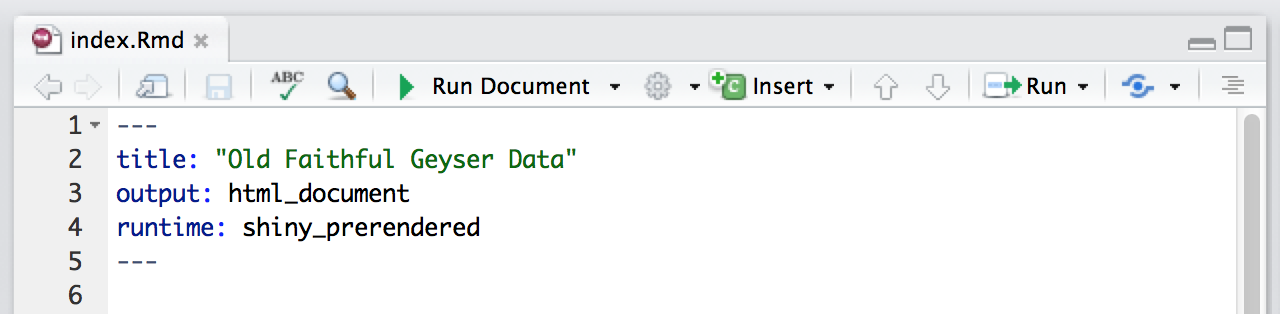 index.Rmd
ABC Run Document Insert Run
1 ---
2 title: "Old Faithful Geyser Data"
3 output: html_document
4 runtime: shiny_prerendered
5 ---
6